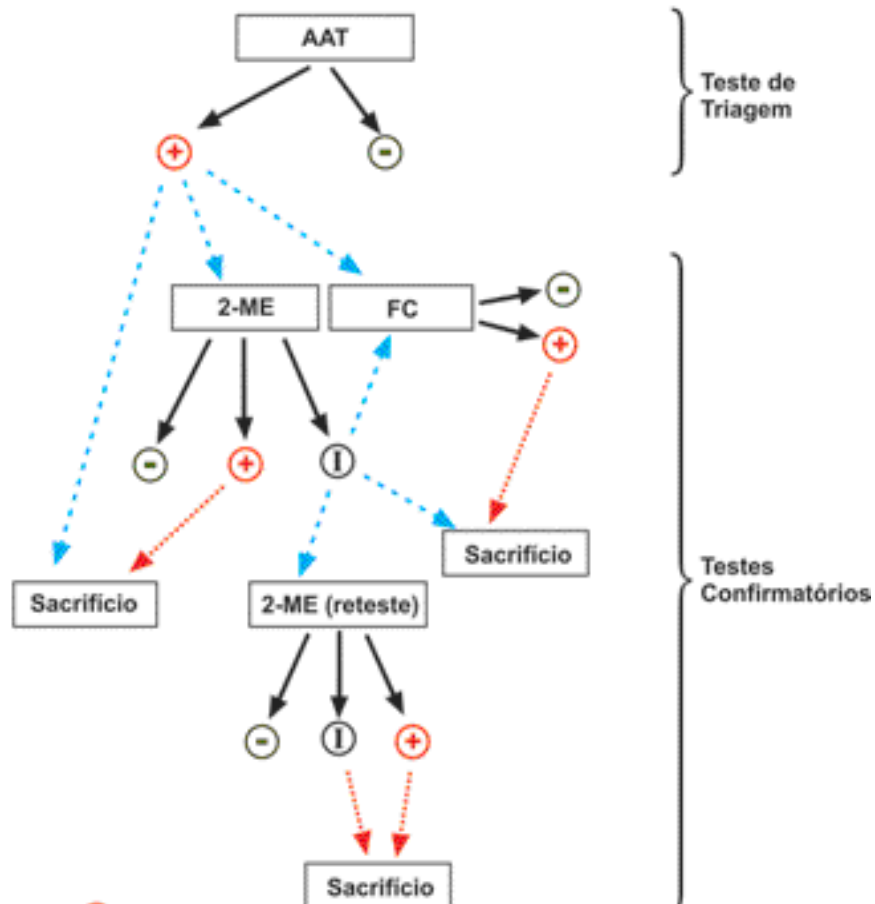 AAT
Teste de
Triagem
+
-
2-ME
FC
-
+
-
+
I
Sacrifício
Sacrifício
2-ME (reteste)
Testes
Confirmatórios
-
I
+
Sacrifício